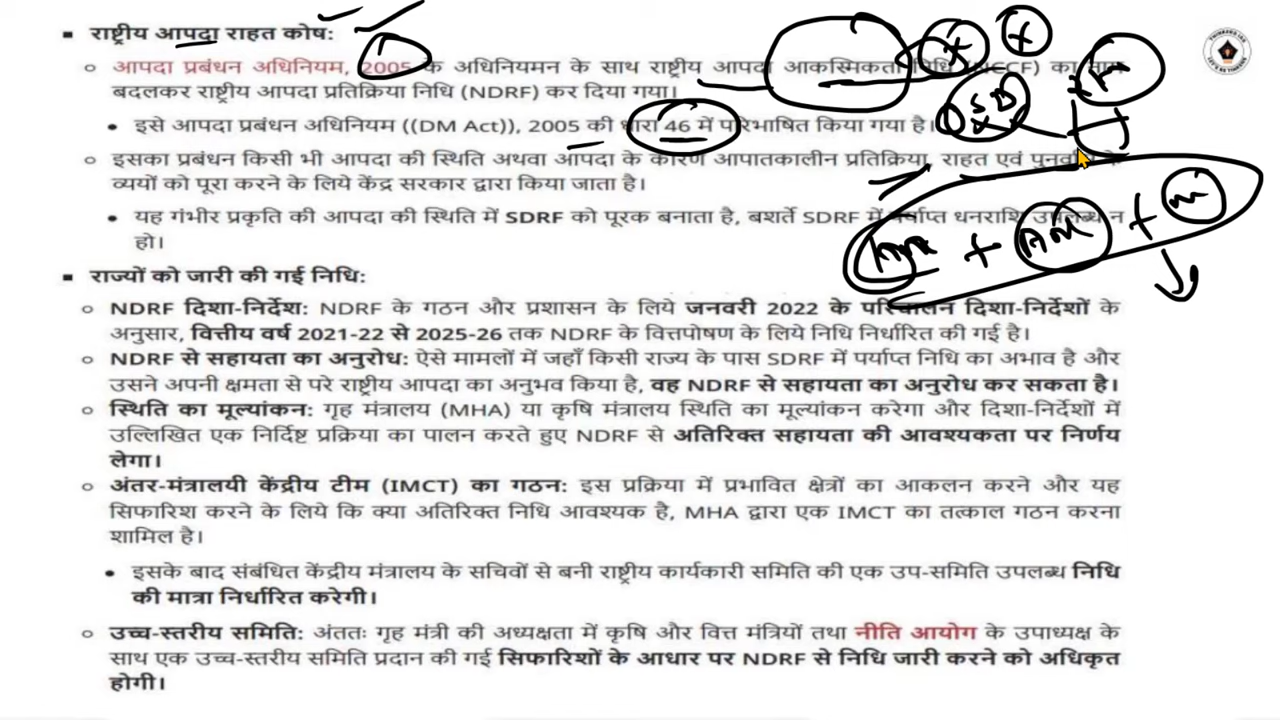 राष्ट्रीय आपदा राहत कोष:
आपदा प्रबंधन अधिनियम, 2005 के अधिनियमन के साथ राष्ट्रीय आपदा आकस्मिकता निधि (NCCF) का नाम
बदलकर राष्ट्रीय आपदा प्रतिक्रिया निधि (NDRF) कर दिया गया।
इसे आपदा प्रबंधन अधिनियम ((DM Act)), 2005 की धारा 46 में परिभाषित किया गया है।
इसका प्रबंधन किसी भी आपदा की स्थिति अथवा आपदा के कारण आपातकालीन प्रतिक्रिया, राहत एवं पुनर्वास के
व्ययों को पूरा करने के लिये केंद्र सरकार द्वारा किया जाता है।
यह गंभीर प्रकृति की आपदा की स्थिति में SDRF को पूरक बनाता है, बशर्ते SDRF में पर्याप्त धनराशि उपलब्ध न
हो।
राज्यों को जारी की गई निधि:
NDRF दिशा-निर्देश: NDRF के गठन और प्रशासन के लिये जनवरी 2022 के परिचालन दिशा-निर्देशों के
अनुसार, वित्तीय वर्ष 2021-22 से 2025-26 तक NDRF के वित्तपोषण के लिये निधि निर्धारित की गई है।
NDRF से सहायता का अनुरोध: ऐसे मामलों में जहाँ किसी राज्य के पास SDRF में पर्याप्त निधि का अभाव है और
उसने अपनी क्षमता से परे राष्ट्रीय आपदा का अनुभव किया है, वह NDRF से सहायता का अनुरोध कर सकता है।
स्थिति का मूल्यांकन: गृह मंत्रालय (MHA) या कृषि मंत्रालय स्थिति का मूल्यांकन करेगा और दिशा-निर्देशों में
उल्लिखित एक निर्दिष्ट प्रक्रिया का पालन करते हुए NDRF से अतिरिक्त सहायता की आवश्यकता पर निर्णय
लेगा।
अंतर-मंत्रालयी केंद्रीय टीम (IMCT) का गठन: इस प्रक्रिया में प्रभावित क्षेत्रों का आकलन करने और यह
सिफारिश करने के लिये कि क्या अतिरिक्त निधि आवश्यक है, MHA द्वारा एक IMCT का तत्काल गठन करना
शामिल है।
इसके बाद संबंधित केंद्रीय मंत्रालय के सचिवों से बनी राष्ट्रीय कार्यकारी समिति की एक उप-समिति उपलब्ध निधि
की मात्रा निर्धारित करेगी।
उच्च-स्तरीय समिति: अंततः गृह मंत्री की अध्यक्षता में कृषि और वित्त मंत्रियों तथा नीति आयोग के उपाध्यक्ष के
साथ एक उच्च-स्तरीय समिति प्रदान की गई सिफारिशों के आधार पर NDRF से निधि जारी करने को अधिकृत
होगी।